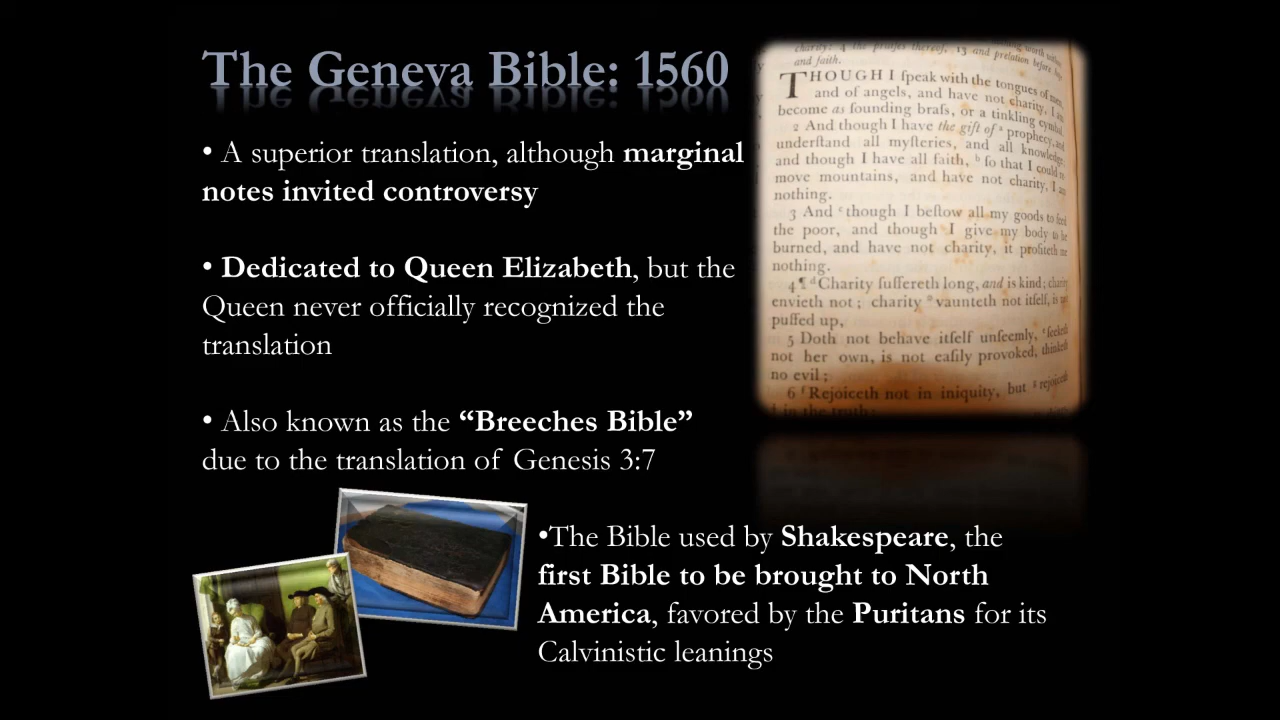 The Geneva Bible: 1560
• A superior translation, although marginal
notes invited controversy
• Dedicated to Queen Elizabeth, but the
Queen never officially recognized the
translation
• Also known as the “Breeches Bible”
due to the translation of Genesis 3:7
•The Bible used by Shakespeare, the
first Bible to be brought to North
America, favored by the Puritans for its
Calvinistic leanings
charity: 4 the praises thereof, 13 and prelation before
and faith.
THOUGH I ſpeak with the tongues of men
and of angels, and have not charity, I am
become as ſounding braſs, or a tinkling cymbal
2 And though I have the gift of prophecy, and
underſtand all myſteries, and all knowledge
and though I have all faith, b ſo that I could re
move mountains, and have not charity, I am
nothing.
3 And c though I beſtow all my goods to feed
the poor, and though I give my body to be
burned, and have not charity, it profiteth me
nothing.
4 ¶ d Charity ſuffereth long, and is kind; charity
envieth not; charity e vaunteth not itſelf, is not
puffed up,
5 Doth not behave itſelf unſeemly, ſeeketh
not her own, is not eaſily provoked, thinketh
no evil;
6 f Rejoiceth not in iniquity, but g rejoiceth
in the truth: